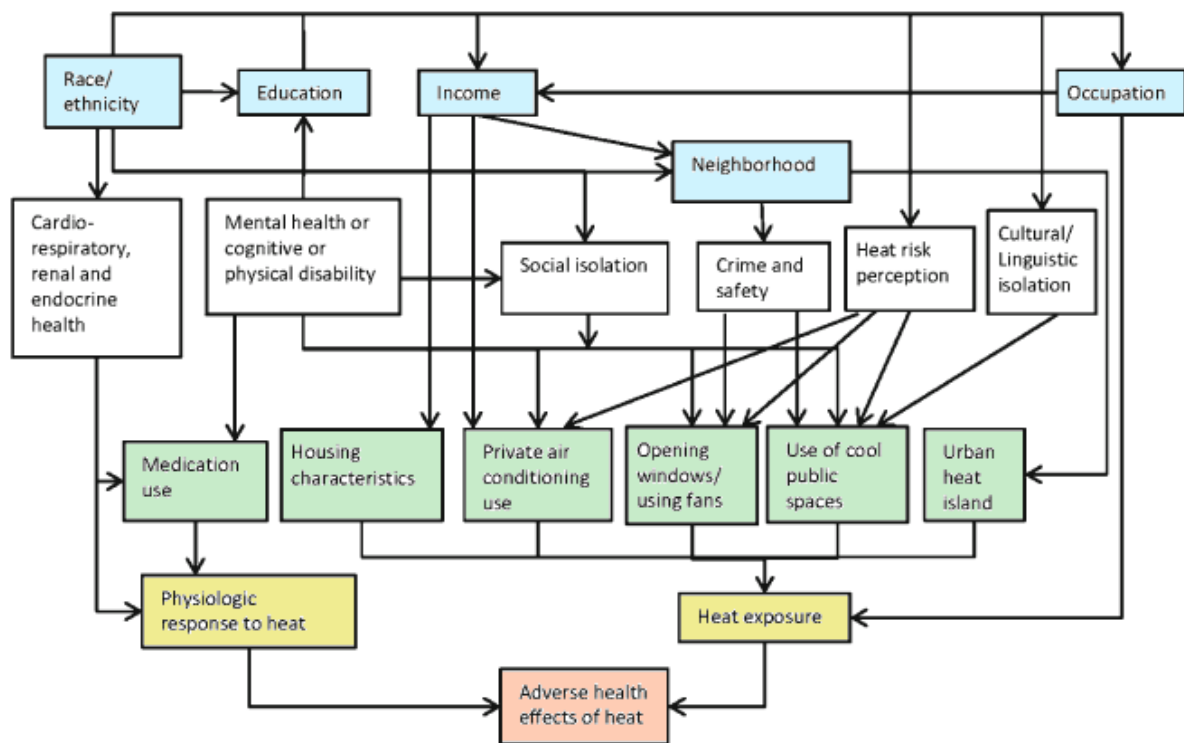 Race/
ethnicity
Education
Income
Occupation
Neighborhood
Cardio-
respiratory,
renal and
endocrine
health
Mental health or
cognitive or
physical disability
Social isolation
Crime and
safety
Heat risk
perception
Cultural/
Linguistic
isolation
Medication
use
Housing
characteristics
Private air
conditioning
use
Opening
windows/
using fans
Use of cool
public
spaces
Urban
heat
island
Physiologic
response to heat
Heat exposure
Adverse health
effects of heat